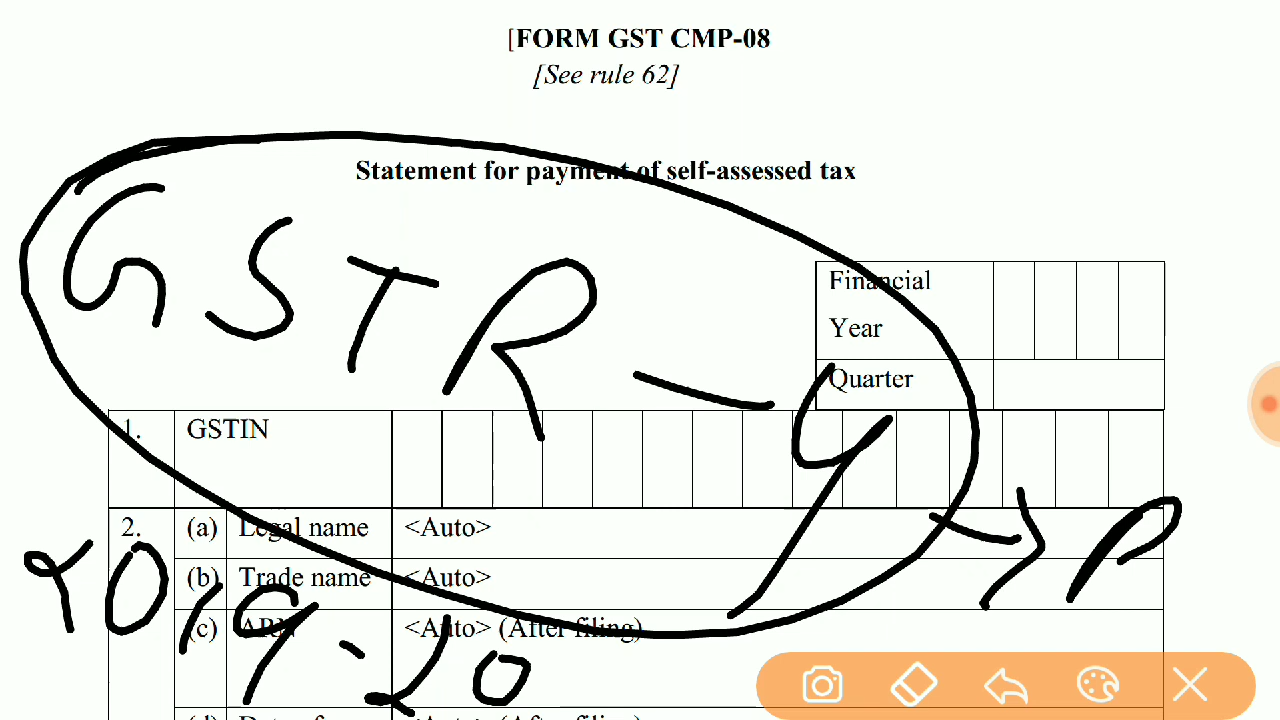 [FORM GST CMP-08
[See rule 62]
Statement for payment of self-assessed tax
GSTR-4
Financial Year
Quarter
1. GSTIN
2. (a) Legal name <Auto>
(b) Trade name <Auto>
(c) ARN <Auto> (After filing)
2019-20